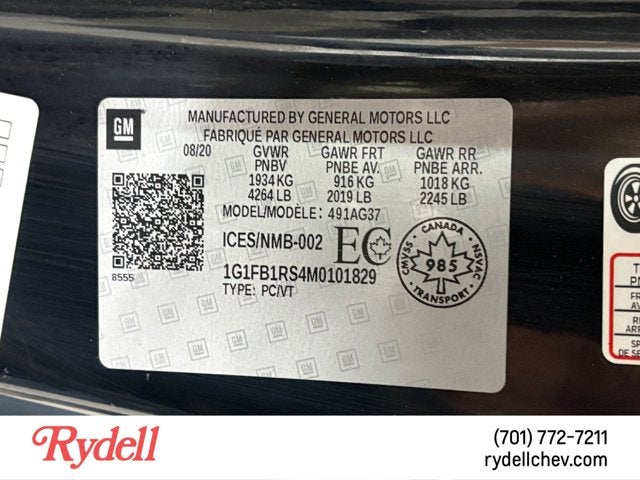 GM
MANUFACTURED BY GENERAL MOTORS LLC
FABRIQUÉ PAR GENERAL MOTORS LLC
08/20 GVWR GAWR FRT GAWR RR
PNBV PNBE AV. PNBE ARR.
1934 KG 916 KG 1018 KG
4264 LB 2019 LB 2245 LB
MODEL/MODÈLE: 491AG37
ICES/NMB-002 EC
1G1FB1RS4M0101829
TYPE: PC/VT
8555
CANADA
CMVSS 985 NSVAC
TRANSPORT
Rydell
(701) 772-7211
rydellchev.com